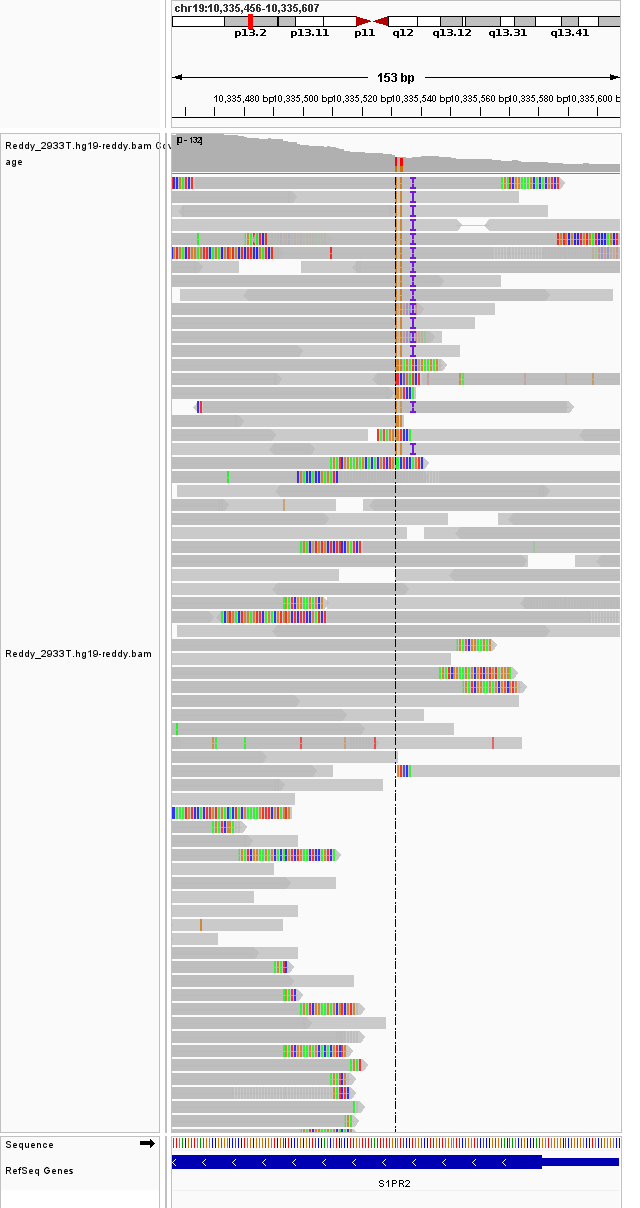 chr19:10,335,456-10,335,607
p13.2 p13.11 p11 q12 q13.12 q13.31 q13.41
153 bp
10,335,480 bp 10,335,500 bp 10,335,520 bp 10,335,540 bp 10,335,560 bp 10,335,580 bp 10,335,600 b
Reddy_2933T.hg19-reddy.bam Cov
age
[0 - 132]
Reddy_2933T.hg19-reddy.bam
Sequence
RefSeq Genes
S1PR2